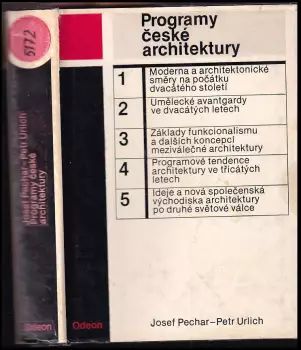 5172
Josef Pechar–Petr Urlich
Programy české
architektury
Odeon
Odeon
Programy
české
architektury
1 Moderna a architektonické
směry na počátku
dvacátého století
2 Umělecké avantgardy
ve dvacátých letech
3 Základy funkcionalismu
a dalších koncepcí
meziválečné architektury
4 Programové tendence
architektury ve třicátých
letech
5 Ideje a nová společenská
východiska architektury
po druhé světové válce
Josef Pechar–Petr Urlich